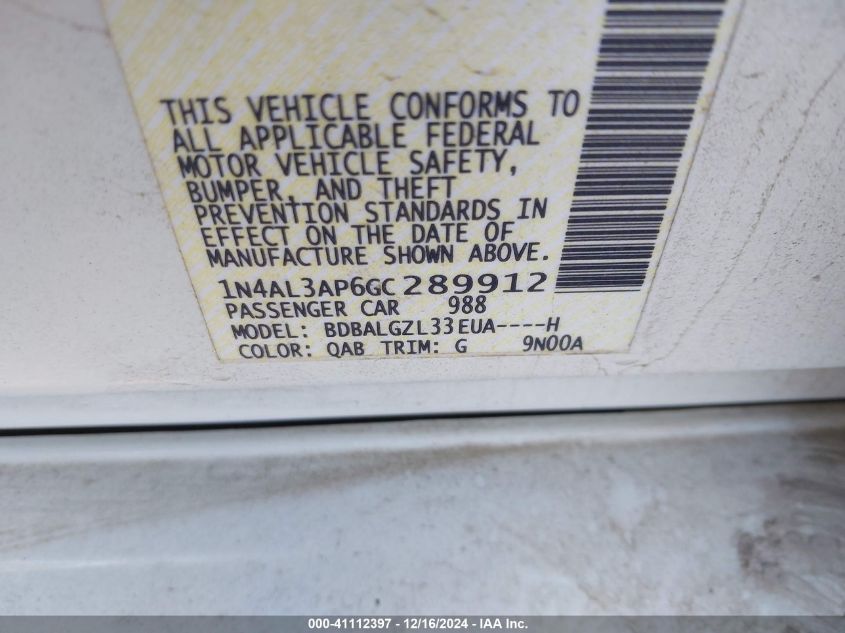 THIS VEHICLE CONFORMS TO
ALL APPLICABLE FEDERAL
MOTOR VEHICLE SAFETY,
BUMPER, AND THEFT
PREVENTION STANDARDS IN
EFFECT ON THE DATE OF
MANUFACTURE SHOWN ABOVE.
1N4AL3AP6GC 289912
PASSENGER CAR 988
MODEL: BDBALGZL33EUA----H
COLOR: QAB TRIM: G 9N00A
000-41112397 - 12/16/2024 - IAA Inc.